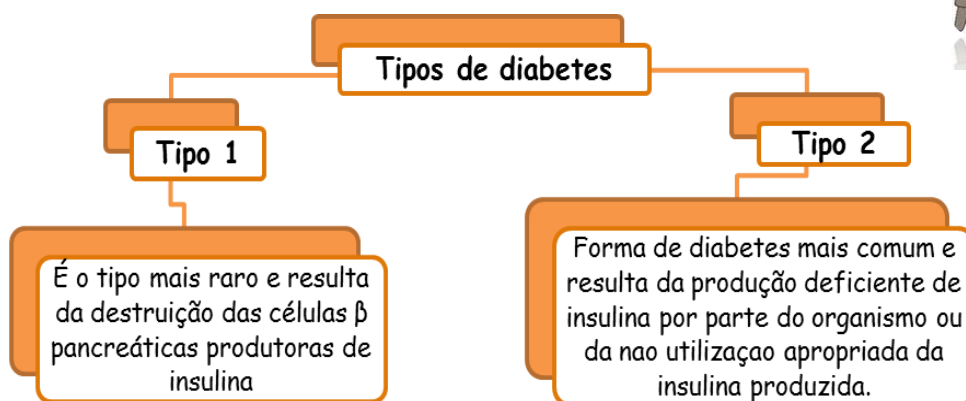 Tipos de diabetes
Tipo 1
Tipo 2
É o tipo mais raro e resulta
da destruição das células β
pancreáticas produtoras de
insulina
Forma de diabetes mais comum e
resulta da produção deficiente de
insulina por parte do organismo ou
da nao utilizaçao apropriada da
insulina produzida.